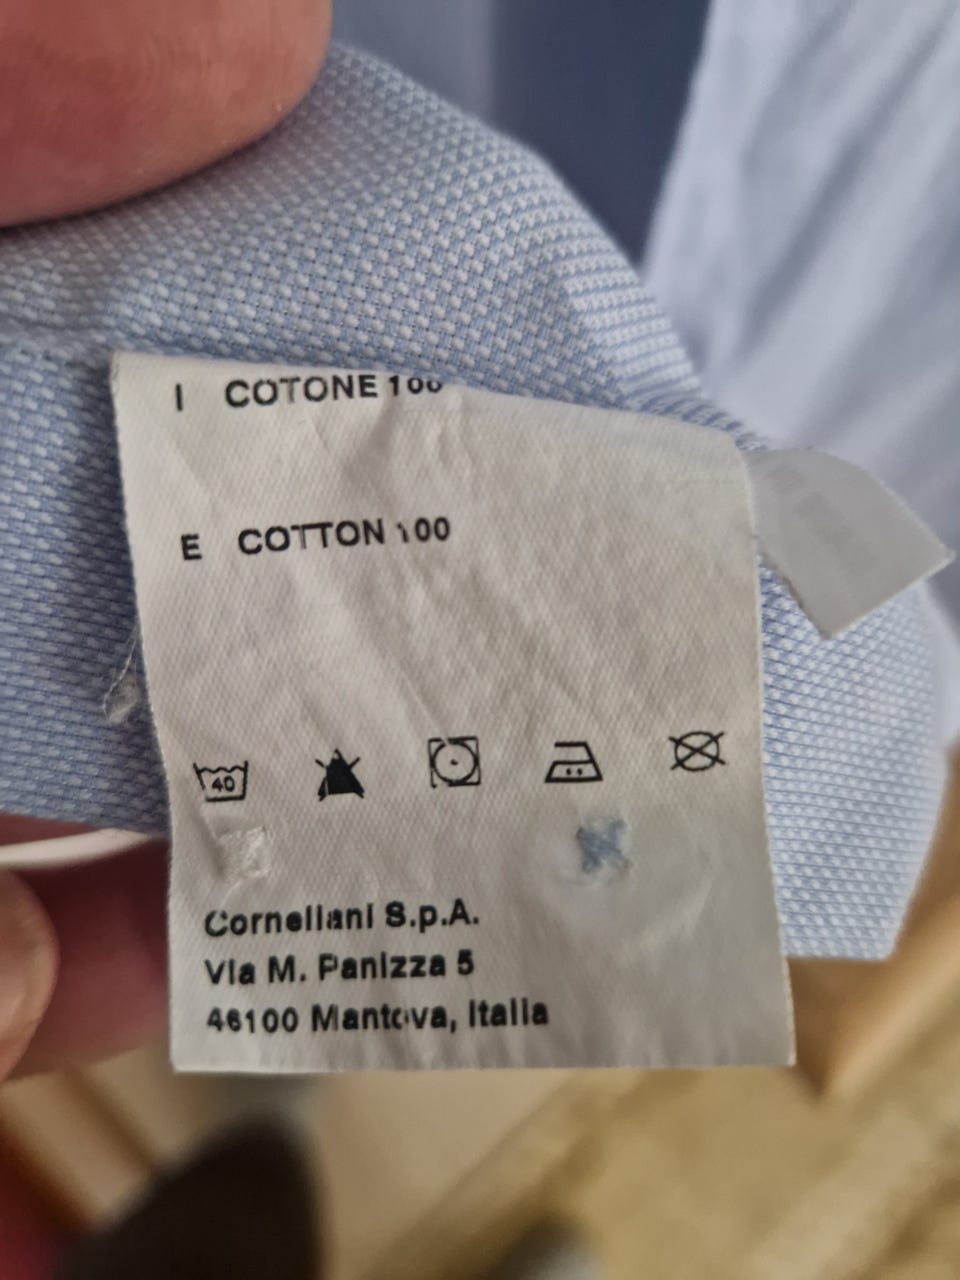 I COTONE 100
E COTTON 100
40
Corneliani S.p.A.
Via M. Panizza 5
46100 Mantova, Italia